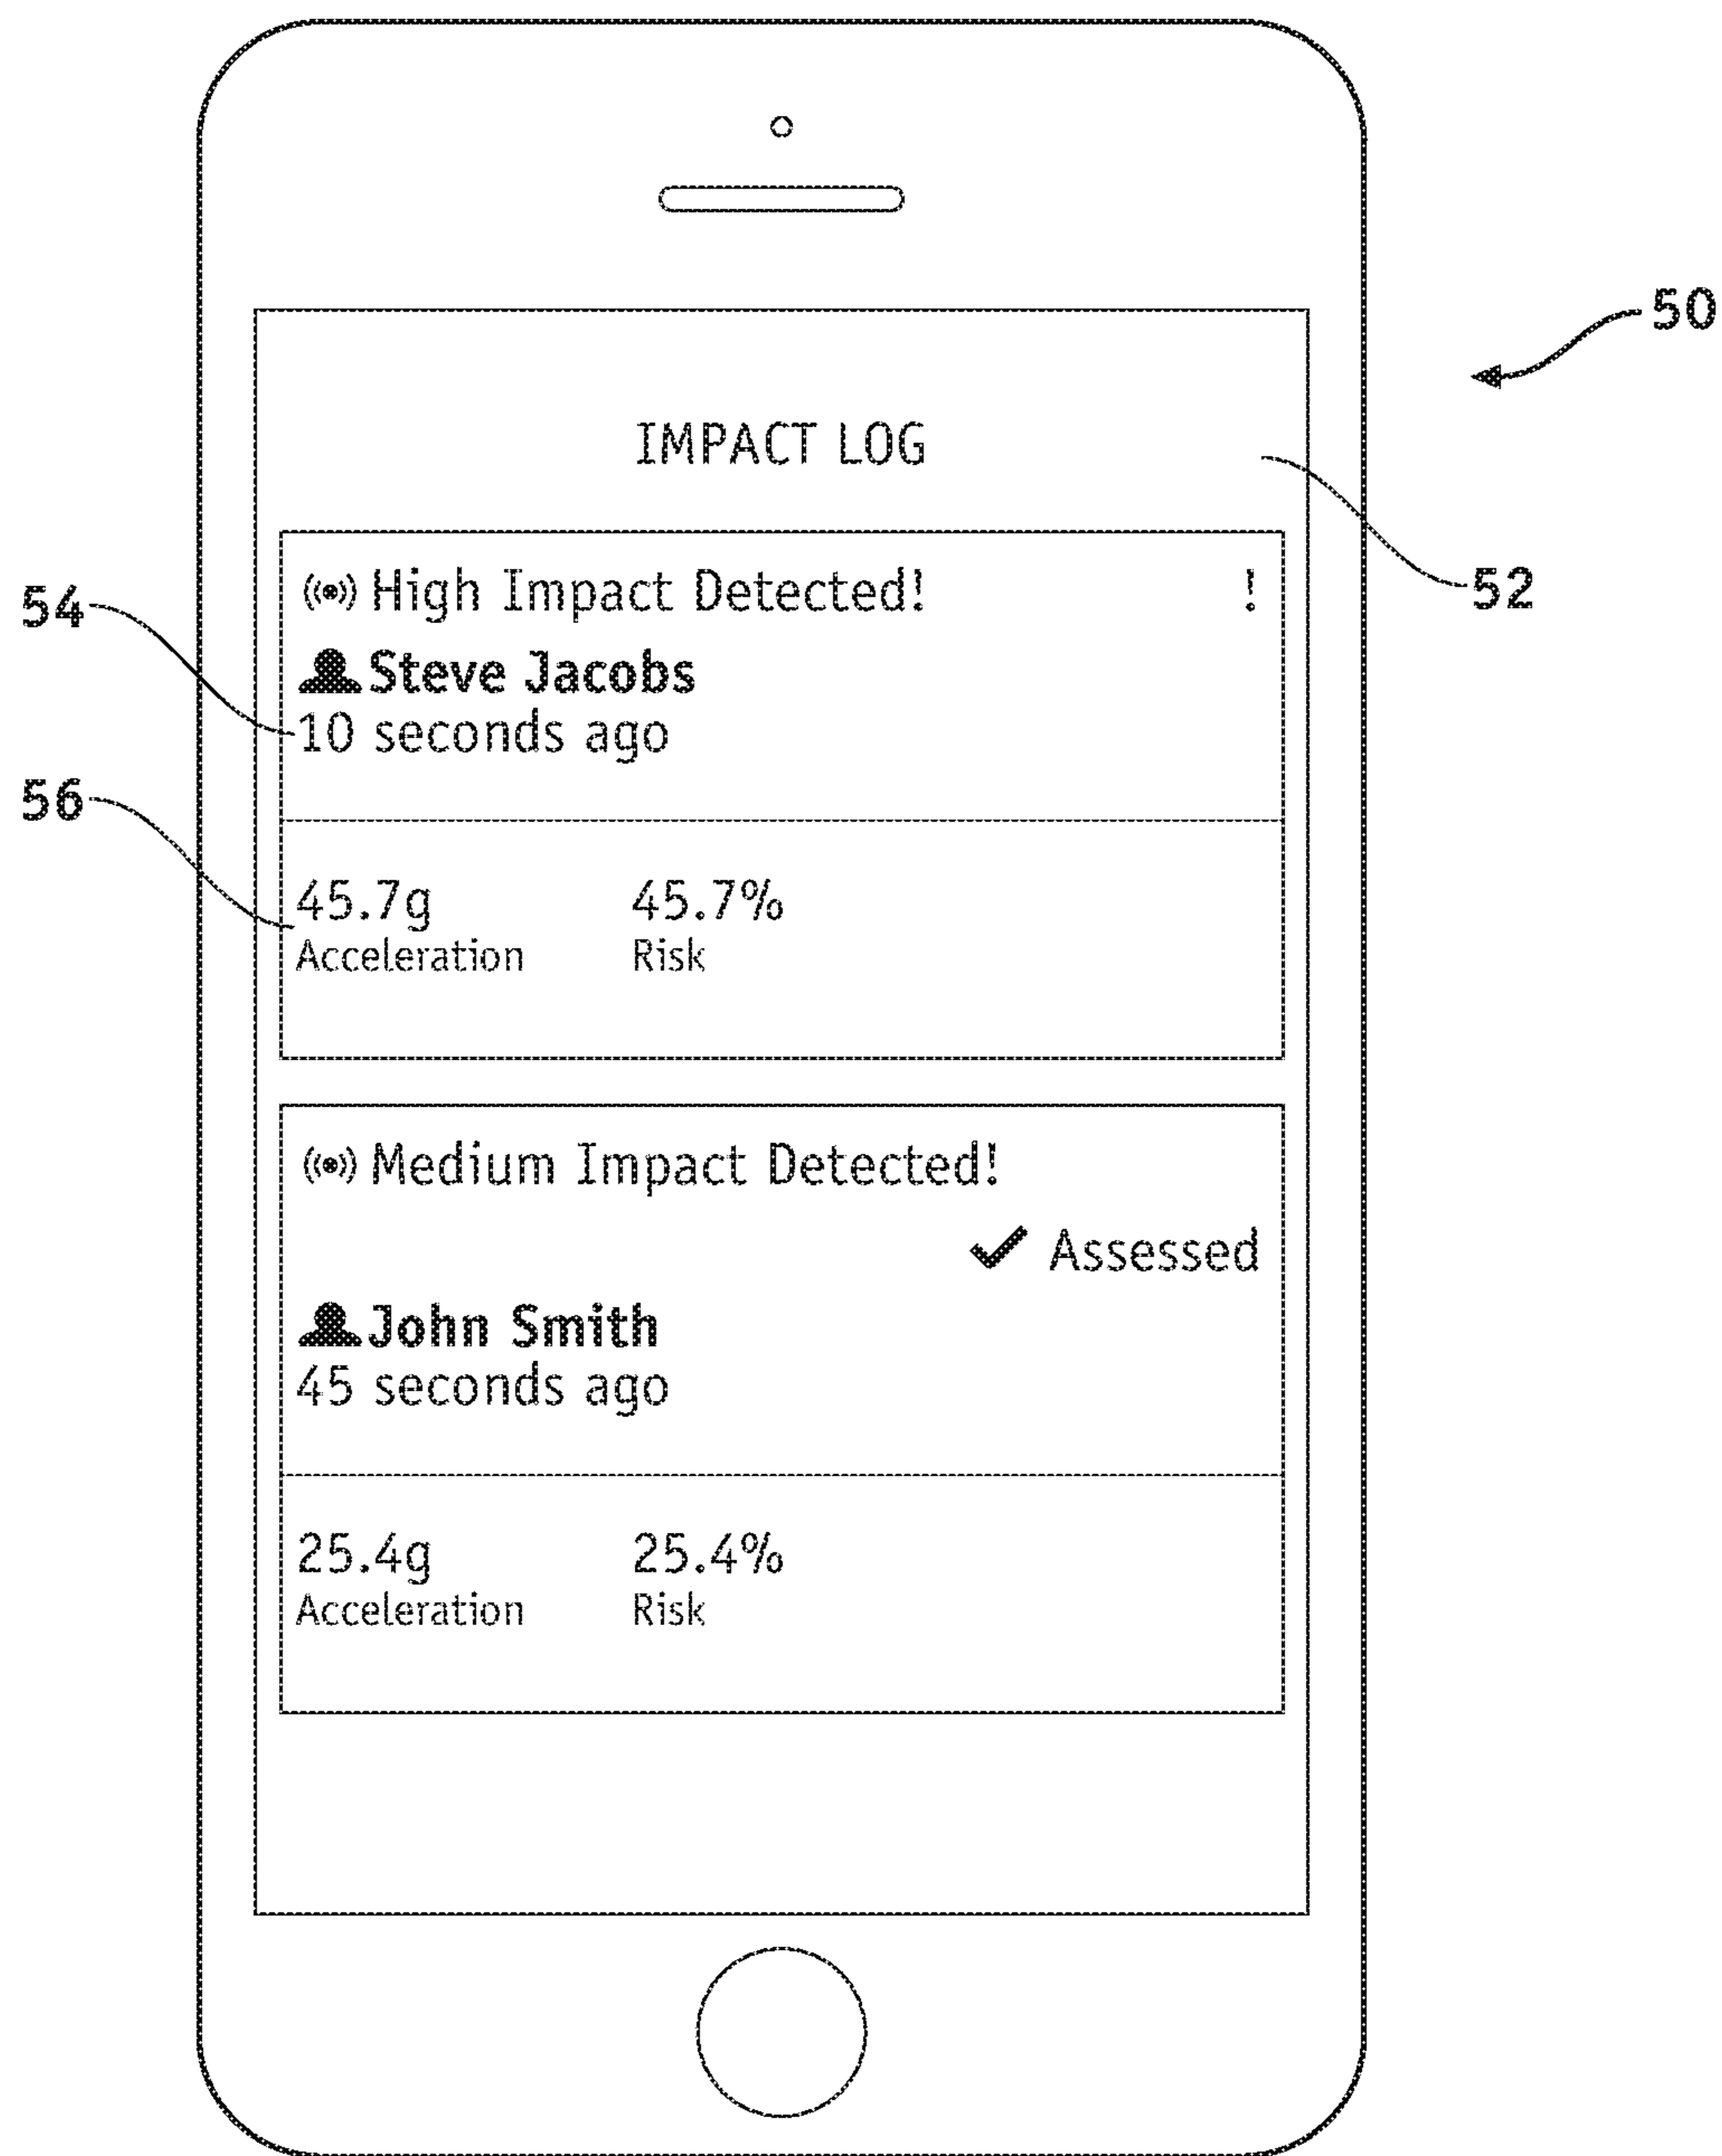 50
IMPACT LOG
52
54
High Impact Detected! !
Steve Jacobs
10 seconds ago
56
45.7g 45.7%
Acceleration Risk
Medium Impact Detected!
✓ Assessed
John Smith
45 seconds ago
25.4g 25.4%
Acceleration Risk